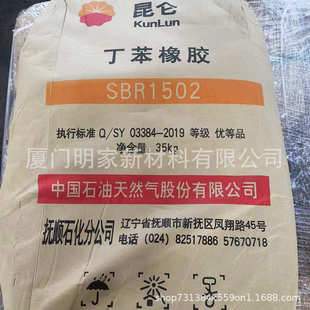 昆仑
KunLun
丁苯橡胶
SBR1502
执行标准 Q/SY 03384-2019 等级 优等品
净含量: 35kg
厦门明家新材料有限公司
中国石油天然气股份有限公司
抚顺石化分公司
辽宁省抚顺市新抚区凤翔路45号
电话 (024) 82517886 57670718